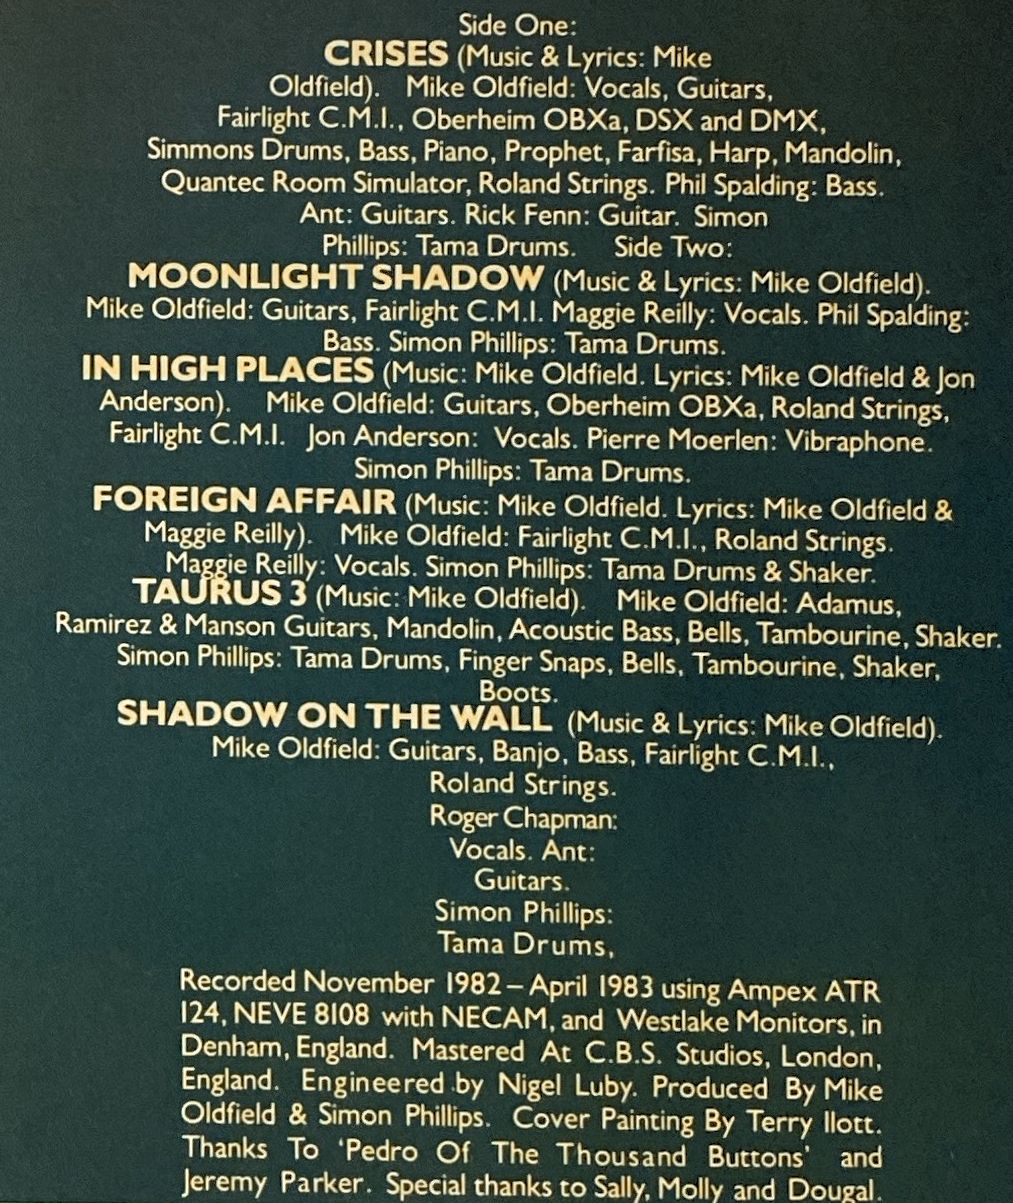 Side One:
CRISES (Music & Lyrics: Mike
Oldfield). Mike Oldfield: Vocals, Guitars,
Fairlight C.M.I., Oberheim OBXa, DSX and DMX,
Simmons Drums, Bass, Piano, Prophet, Farfisa, Harp, Mandolin,
Quantec Room Simulator, Roland Strings. Phil Spalding: Bass.
Ant: Guitars. Rick Fenn: Guitar. Simon
Phillips: Tama Drums. Side Two:
MOONLIGHT SHADOW (Music & Lyrics: Mike Oldfield).
Mike Oldfield: Guitars, Fairlight C.M.I. Maggie Reilly: Vocals. Phil Spalding:
Bass. Simon Phillips: Tama Drums.
IN HIGH PLACES (Music: Mike Oldfield. Lyrics: Mike Oldfield & Jon
Anderson). Mike Oldfield: Guitars, Oberheim OBXa, Roland Strings,
Fairlight C.M.I. Jon Anderson: Vocals. Pierre Moerlen: Vibraphone.
Simon Phillips: Tama Drums.
FOREIGN AFFAIR (Music: Mike Oldfield. Lyrics: Mike Oldfield &
Maggie Reilly). Mike Oldfield: Fairlight C.M.I., Roland Strings.
Maggie Reilly: Vocals. Simon Phillips: Tama Drums & Shaker.
TAURUS 3 (Music: Mike Oldfield). Mike Oldfield: Adamus,
Ramirez & Manson Guitars, Mandolin, Acoustic Bass, Bells, Tambourine, Shaker.
Simon Phillips: Tama Drums, Finger Snaps, Bells, Tambourine, Shaker,
Boots.
SHADOW ON THE WALL (Music & Lyrics: Mike Oldfield).
Mike Oldfield: Guitars, Banjo, Bass, Fairlight C.M.I.,
Roland Strings.
Roger Chapman:
Vocals. Ant:
Guitars.
Simon Phillips:
Tama Drums,
Recorded November 1982 – April 1983 using Ampex ATR
124, NEVE 8108 with NECAM, and Westlake Monitors, in
Denham, England. Mastered At C.B.S. Studios, London,
England. Engineered by Nigel Luby. Produced By Mike
Oldfield & Simon Phillips. Cover Painting By Terry Ilott.
Thanks To 'Pedro Of The Thousand Buttons' and
Jeremy Parker. Special thanks to Sally, Molly and Dougal.